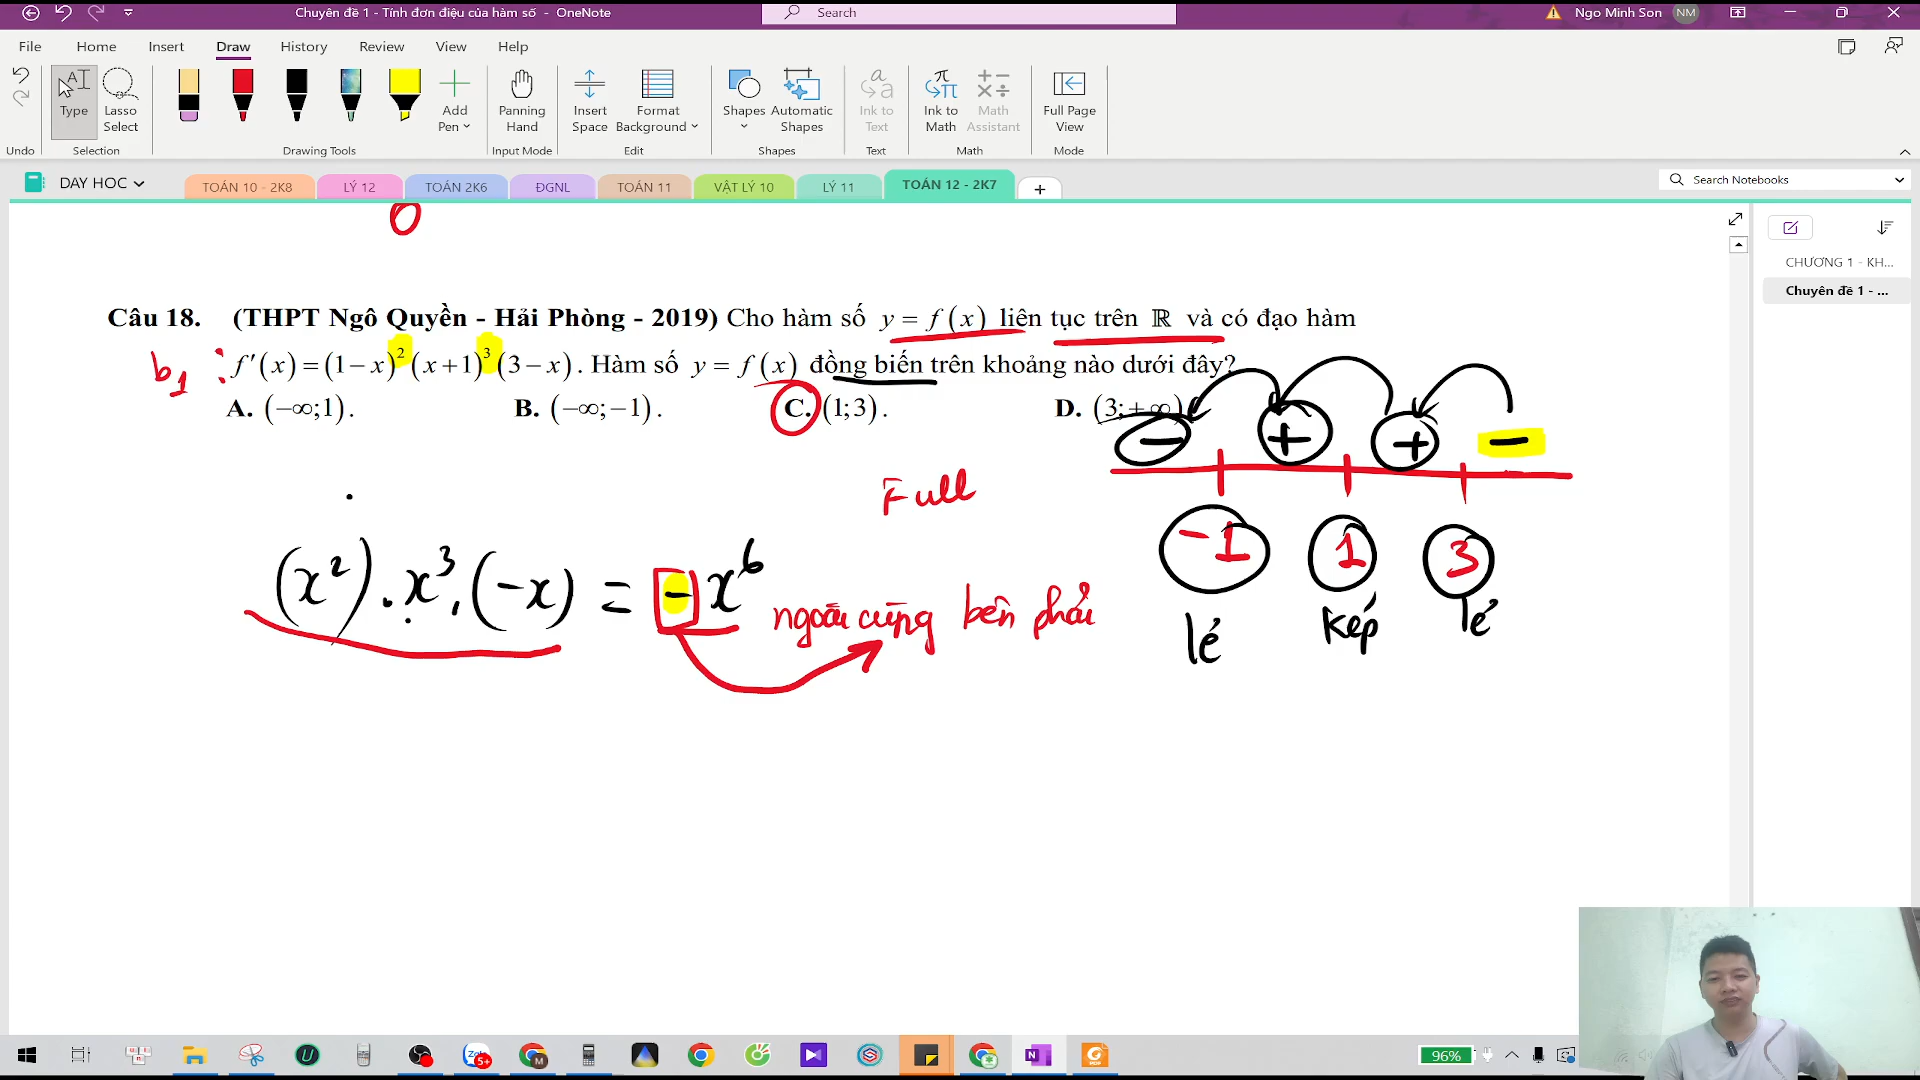 Chuyên đề 1 - Tính đơn điệu của hàm số - OneNote
Search
Ngo Minh Son
NM
File Home Insert Draw History Review View Help
Type
Lasso Select
Add Pen
Panning Hand
Insert Space
Format Background
Shapes
Automatic Shapes
Ink to Text
Ink to Math
Math Assistant
Full Page View
Undo
Selection
Drawing Tools
Input Mode
Edit
Shapes
Text
Math
Mode
DAY HOC
TOÁN 10 - 2K8
LÝ 12
TOÁN 2K6
ĐGNL
TOÁN 11
VẬT LÝ 10
LÝ 11
TOÁN 12 - 2K7
+
Search Notebooks
CHƯƠNG 1 - KH...
Chuyên đề 1 - ...
Câu 18. (THPT Ngô Quyền - Hải Phòng - 2019) Cho hàm số y = f(x) liên tục trên ℝ và có đạo hàm
b₁ : f′(x) = (1−x)²(x+1)³(3−x). Hàm số y = f(x) đồng biến trên khoảng nào dưới đây?
A. (−∞;1). B. (−∞;−1). C. (1;3). D. (3;+∞)
− + + −
Full
-1 1 3
(x²).x³.(-x) = - x⁶
ngoài cùng bên phải
lẻ kép lẻ
96%